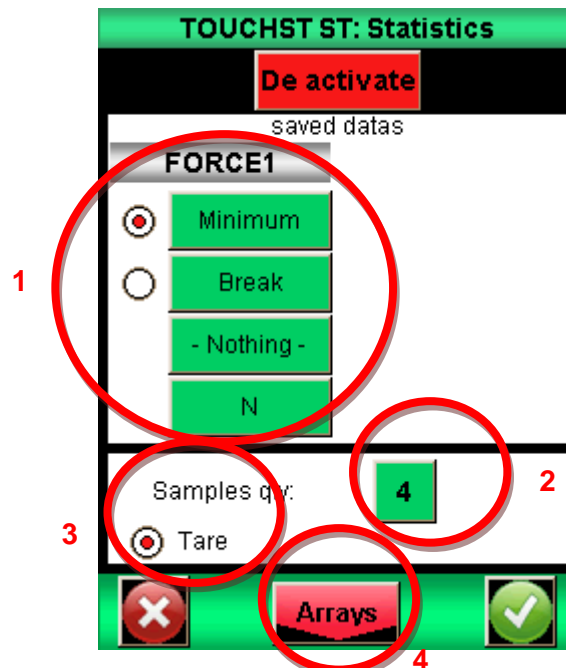 TOUCHST ST: Statistics
De activate
saved datas
FORCE1
Minimum
1
Break
- Nothing -
N
Samples qty:
4
2
3
Tare
Arrays
4